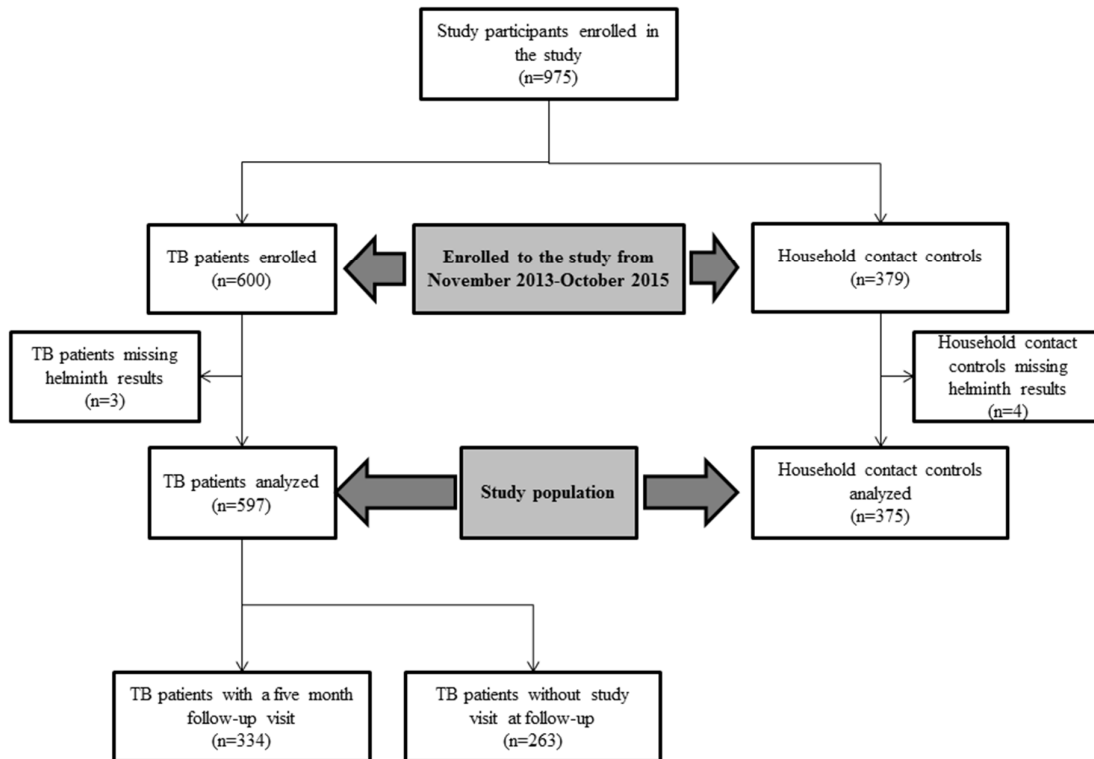 Study participants enrolled in
the study
(n=975)
TB patients enrolled
(n=600)
Enrolled to the study from
November 2013-October 2015
Household contact controls
(n=379)
TB patients missing
helminth results
(n=3)
Household contact
controls missing
helminth results
(n=4)
TB patients analyzed
(n=597)
Study population
Household contact controls
analyzed
(n=375)
TB patients with a five month
follow-up visit
(n=334)
TB patients without study
visit at follow-up
(n=263)